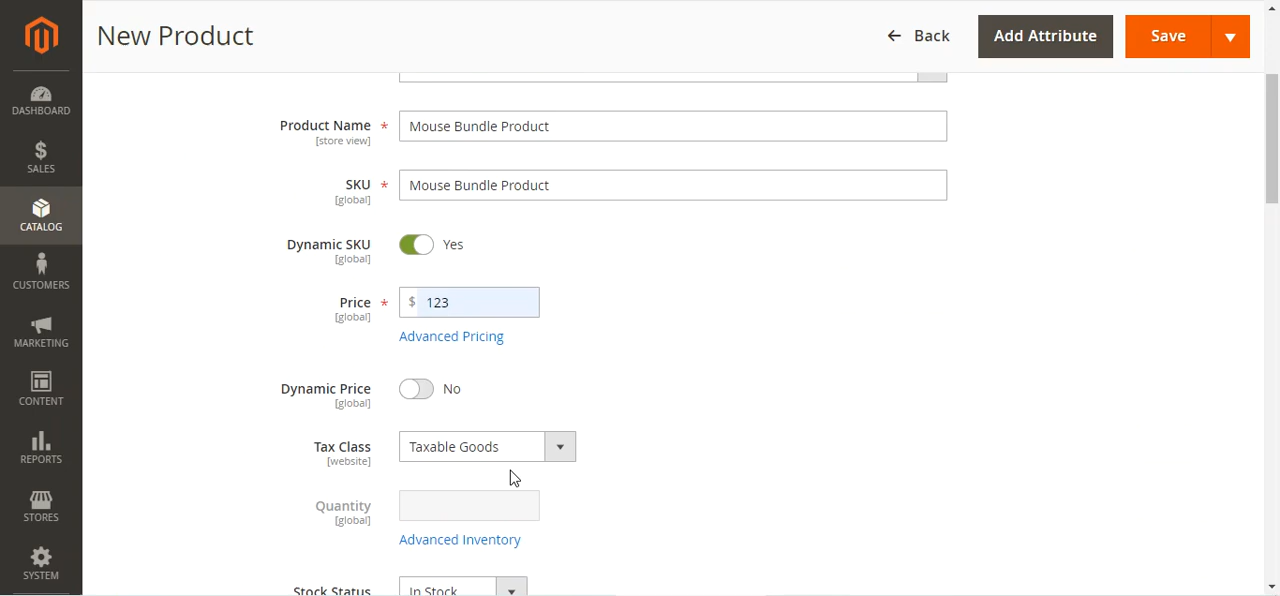 New Product
Back
Add Attribute
Save
DASHBOARD
SALES
CATALOG
CUSTOMERS
MARKETING
CONTENT
REPORTS
STORES
SYSTEM
Product Name *
[store view]
Mouse Bundle Product
SKU *
[global]
Mouse Bundle Product
Dynamic SKU
[global]
Yes
Price *
[global]
$ 123
Advanced Pricing
Dynamic Price
[global]
No
Tax Class
[website]
Taxable Goods
Quantity
[global]
Advanced Inventory
Stock Status
In Stock